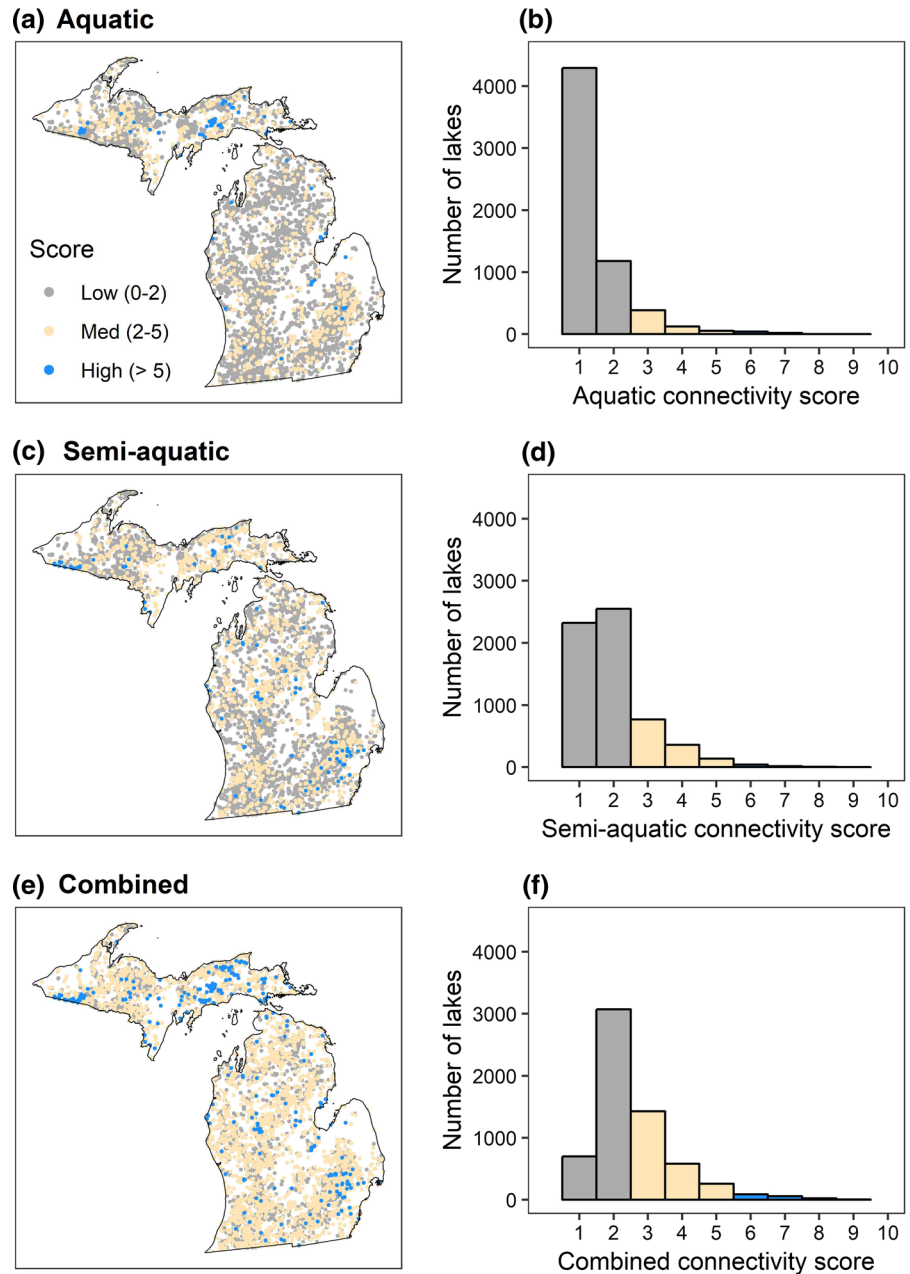 (a) Aquatic
Score
Low (0-2)
Med (2-5)
High (> 5)
(b)
Number of lakes
4000
3000
2000
1000
0
1 2 3 4 5 6 7 8 9 10
Aquatic connectivity score
(c) Semi-aquatic
(d)
Number of lakes
4000
3000
2000
1000
0
1 2 3 4 5 6 7 8 9 10
Semi-aquatic connectivity score
(e) Combined
(f)
Number of lakes
4000
3000
2000
1000
0
1 2 3 4 5 6 7 8 9 10
Combined connectivity score